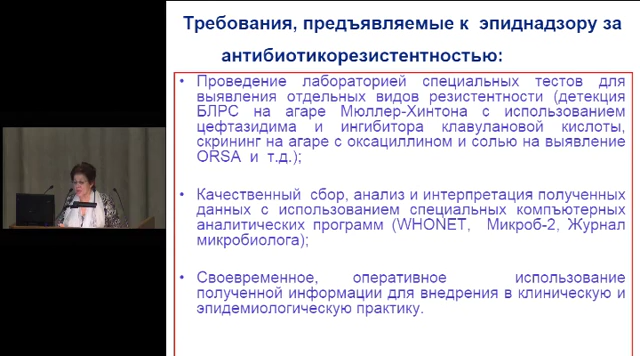 Требования, предъявляемые к эпиднадзору за
антибиотикорезистентностью:
• Проведение лабораторией специальных тестов для
выявления отдельных видов резистентности (детекция
БЛРС на агаре Мюллер-Хинтона с использованием
цефтазидима и ингибитора клавулановой кислоты,
скрининг на агаре с оксациллином и солью на выявление
ORSA и т.д.);
• Качественный сбор, анализ и интерпретация полученных
данных с использованием специальных компъютерных
аналитических программ (WHONET, Микроб-2, Журнал
микробиолога);
• Своевременное, оперативное использование
полученной информации для внедрения в клиническую и
эпидемиологическую практику.